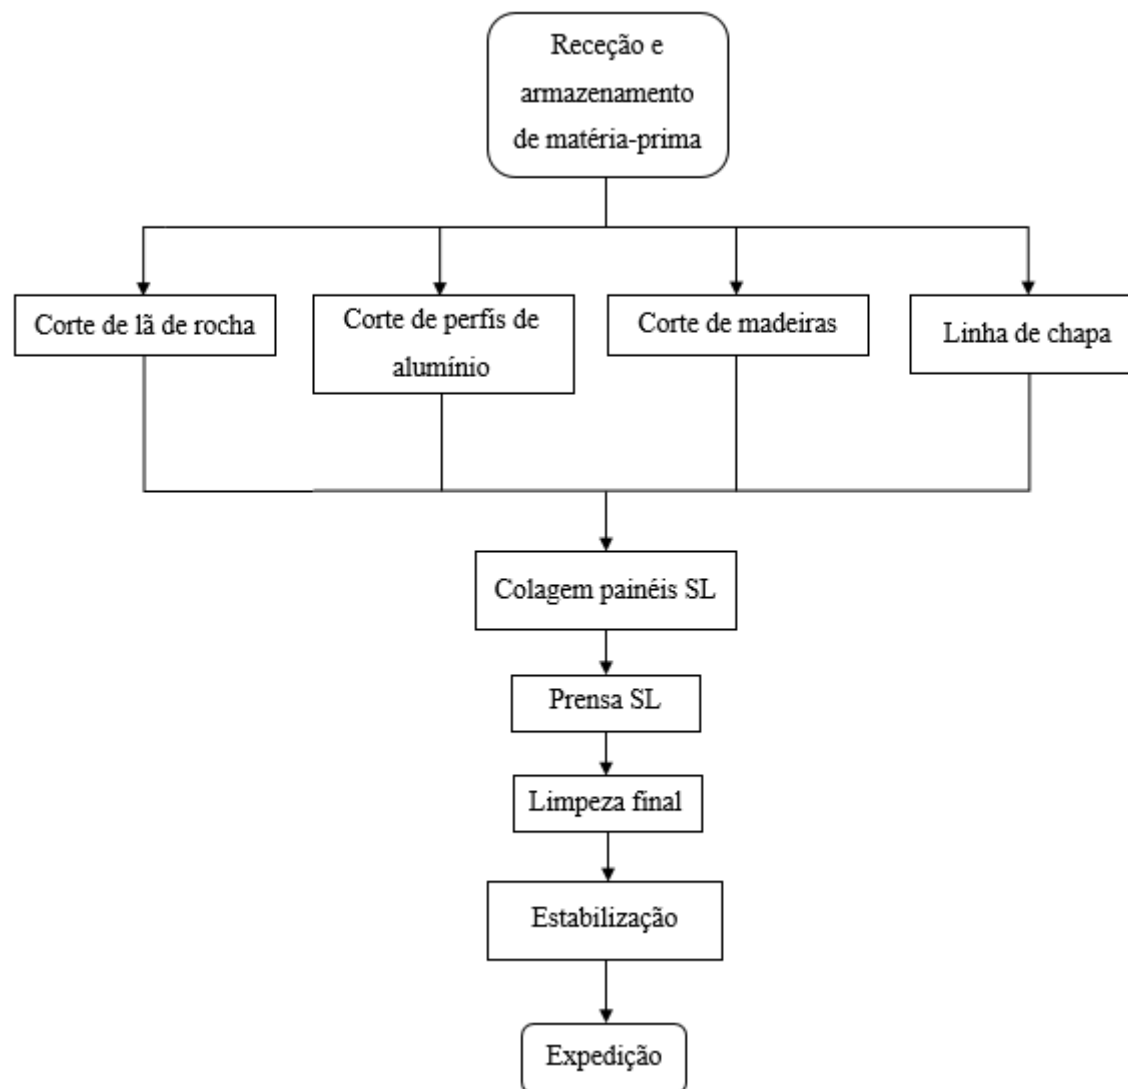 Receção e
armazenamento
de matéria-prima
Corte de lã de rocha
Corte de perfis de
alumínio
Corte de madeiras
Linha de chapa
Colagem painéis SL
Prensa SL
Limpeza final
Estabilização
Expedição